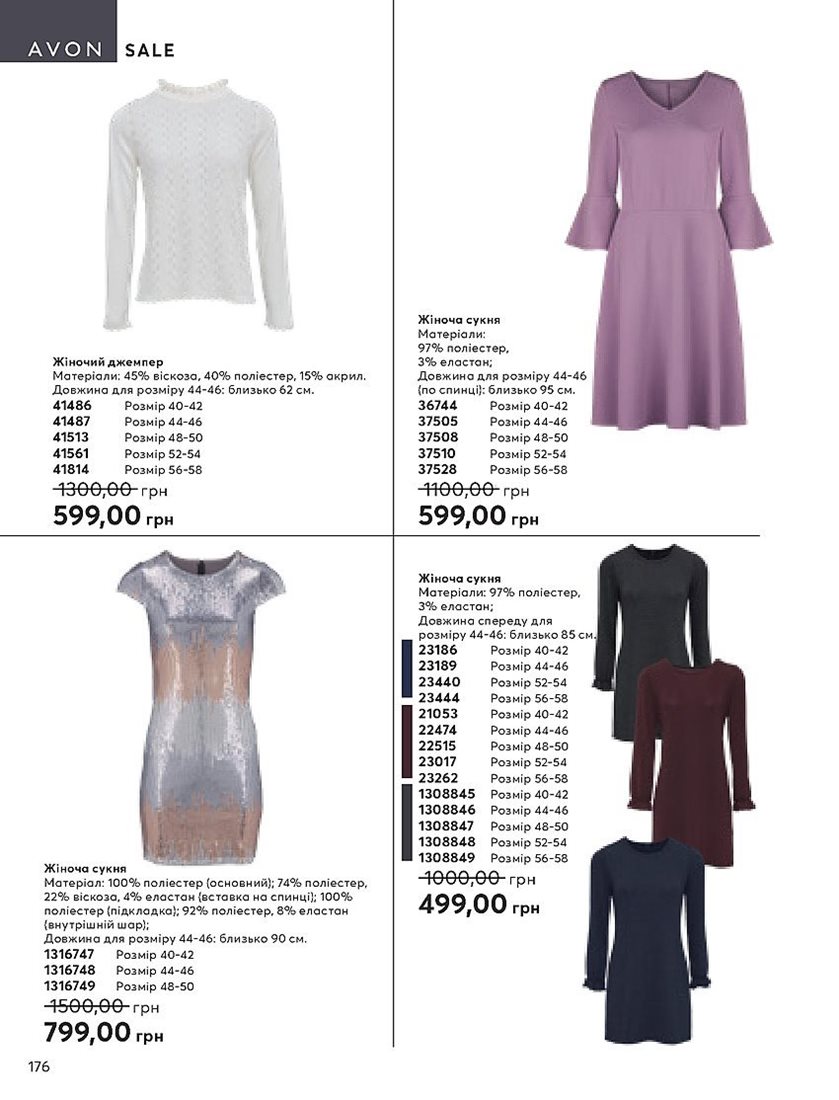 AVON SALE
Жіночий джемпер
Матеріали: 45% віскоза, 40% поліестер, 15% акрил.
Довжина для розміру 44-46: близько 62 см.
41486 Розмір 40-42
41487 Розмір 44-46
41513 Розмір 48-50
41561 Розмір 52-54
41814 Розмір 56-58
1300,00 грн
599,00 грн
Жіноча сукня
Матеріали:
97% поліестер,
3% еластан;
Довжина для розміру 44-46
(по спинці): близько 95 см.
36744 Розмір 40-42
37505 Розмір 44-46
37508 Розмір 48-50
37510 Розмір 52-54
37528 Розмір 56-58
1100,00 грн
599,00 грн
Жіноча сукня
Матеріал: 100% поліестер (основний); 74% поліестер,
22% віскоза, 4% еластан (вставка на спинці); 100%
поліестер (підкладка); 92% поліестер, 8% еластан
(внутрішній шар);
Довжина для розміру 44-46: близько 90 см.
1316747 Розмір 40-42
1316748 Розмір 44-46
1316749 Розмір 48-50
1500,00 грн
799,00 грн
Жіноча сукня
Матеріали: 97% поліестер,
3% еластан;
Довжина спереду для
розміру 44-46: близько 85 см.
23186 Розмір 40-42
23189 Розмір 44-46
23440 Розмір 52-54
23444 Розмір 56-58
21053 Розмір 40-42
22474 Розмір 44-46
22515 Розмір 48-50
23017 Розмір 52-54
23262 Розмір 56-58
1308845 Розмір 40-42
1308846 Розмір 44-46
1308847 Розмір 48-50
1308848 Розмір 52-54
1308849 Розмір 56-58
1000,00 грн
499,00 грн
176